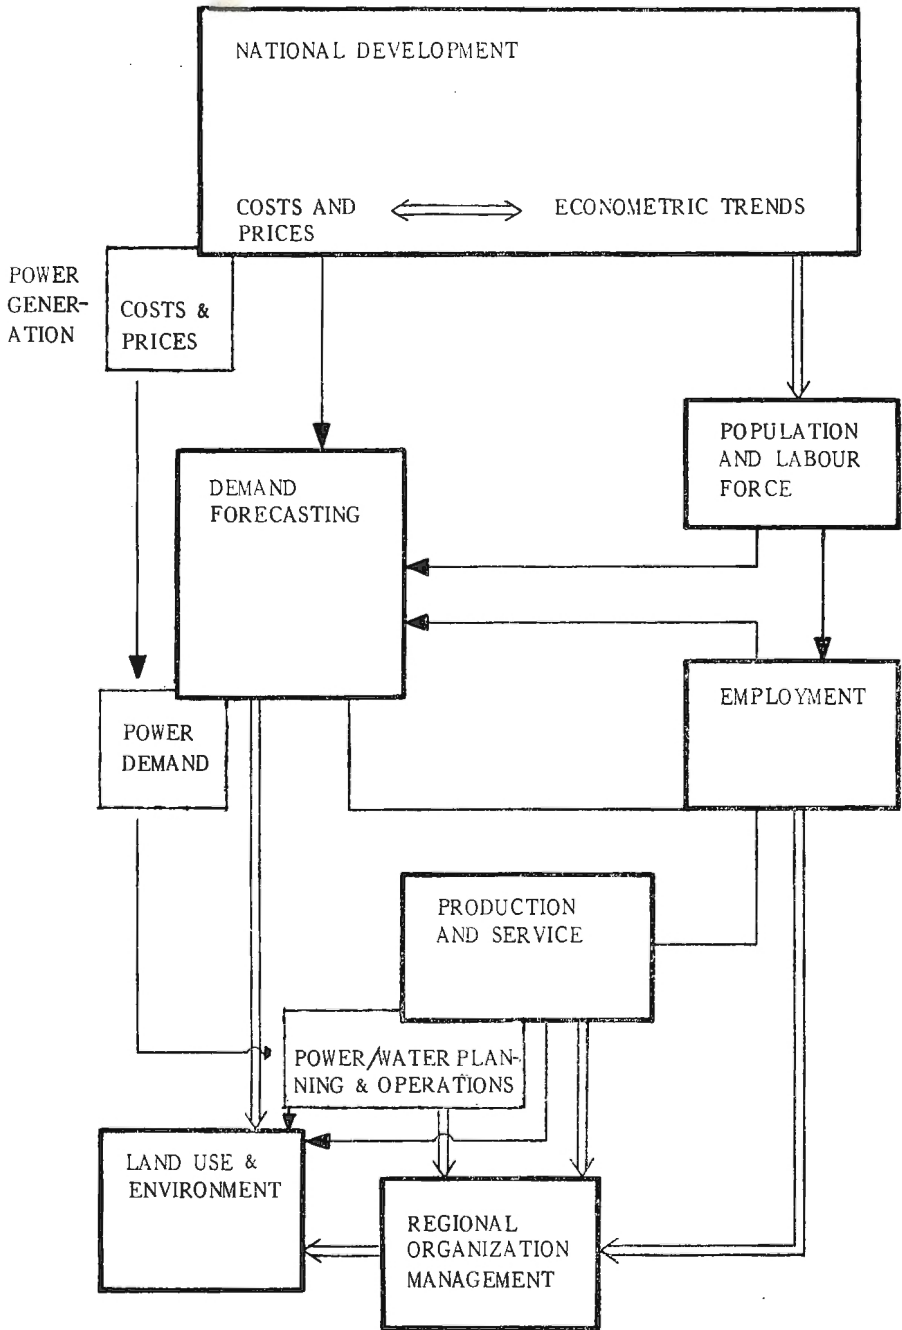 NATIONAL DEVELOPMENT
COSTS AND
PRICES
ECONOMETRIC TRENDS
POWER
GENER-
ATION
COSTS &
PRICES
POPULATION
AND LABOUR
FORCE
DEMAND
FORECASTING
EMPLOYMENT
POWER
DEMAND
PRODUCTION
AND SERVICE
POWER/WATER PLAN-
NING & OPERATIONS
LAND USE &
ENVIRONMENT
REGIONAL
ORGANIZATION
MANAGEMENT